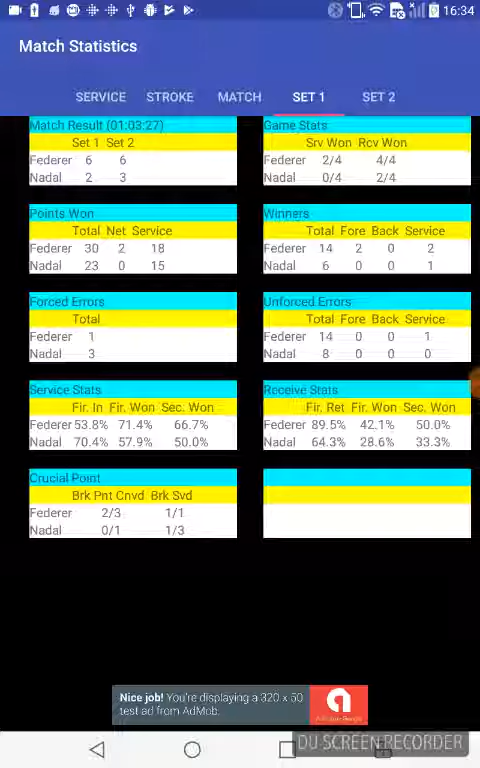 16:34
Match Statistics
SERVICE STROKE MATCH SET 1 SET 2
Match Result (01:03:27)
Set 1 Set 2
Federer 6 6
Nadal 2 3
Game Stats
Srv Won Rcv Won
Federer 2/4 4/4
Nadal 0/4 2/4
Points Won
Total Net Service
Federer 30 2 18
Nadal 23 0 15
Winners
Total Fore Back Service
Federer 14 2 0 2
Nadal 6 0 0 1
Forced Errors
Total
Federer 1
Nadal 3
Unforced Errors
Total Fore Back Service
Federer 14 0 0 1
Nadal 8 0 0 0
Service Stats
Fir. In Fir. Won Sec. Won
Federer 53.8% 71.4% 66.7%
Nadal 70.4% 57.9% 50.0%
Receive Stats
Fir. Ret Fir. Won Sec. Won
Federer 89.5% 42.1% 50.0%
Nadal 64.3% 28.6% 33.3%
Crucial Point
Brk Pnt Cnvd Brk Svd
Federer 2/3 1/1
Nadal 0/1 1/3
Nice job! You're displaying a 320 x 50
test ad from AdMob.
DU SCREEN RECORDER